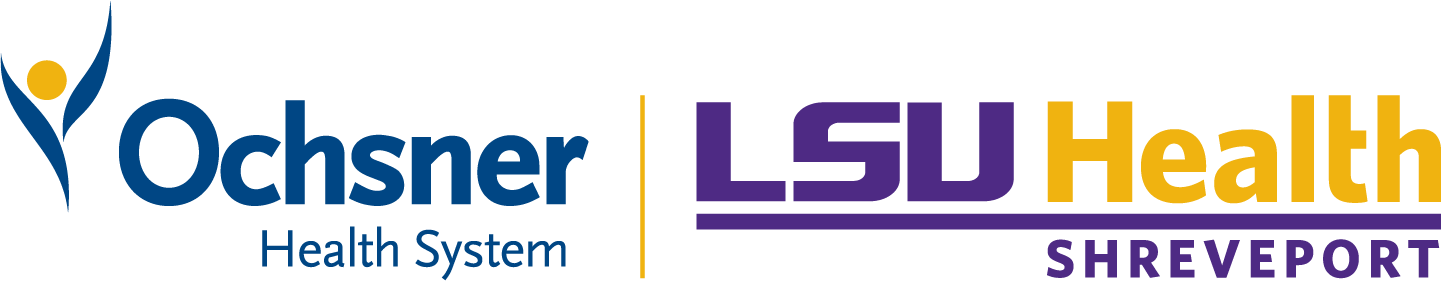 Ochsner
Health System
LSU Health
SHREVEPORT